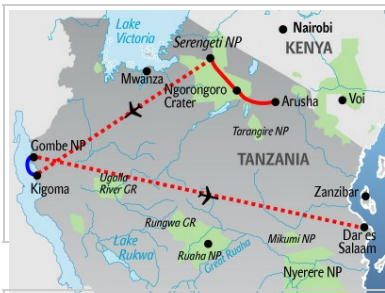 Lake
Victoria
Nairobi
Serengeti NP
KENYA
Mwanza
Ngorongoro
Crater
Arusha
Voi
Tarangire NP
Gombe NP
TANZANIA
Kigoma
Ugalla
River GR
Zanzibar
Rungwa GR
Dar es
Salaam
Mikumi NP
Lake
Rukwa
Ruaha NP
Great Ruaha
Nyerere NP